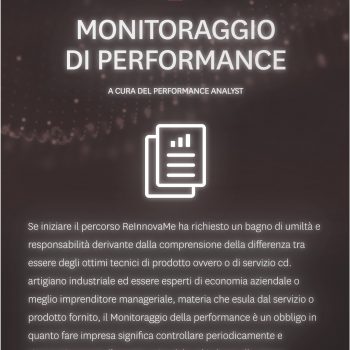 MONITORAGGIO
DI PERFORMANCE
A CURA DEL PERFORMANCE ANALYST
Se iniziare il percorso ReInnovaMe ha richiesto un bagno di umiltà e
responsabilità derivante dalla comprensione della differenza tra
essere degli ottimi tecnici di prodotto ovvero o di servizio cd.
artigiano industriale ed essere esperti di economia aziendale o
meglio imprenditore manageriale, materia che esula dal servizio o
prodotto fornito, il Monitoraggio della performance è un obbligo in
quanto fare impresa significa controllare periodicamente e